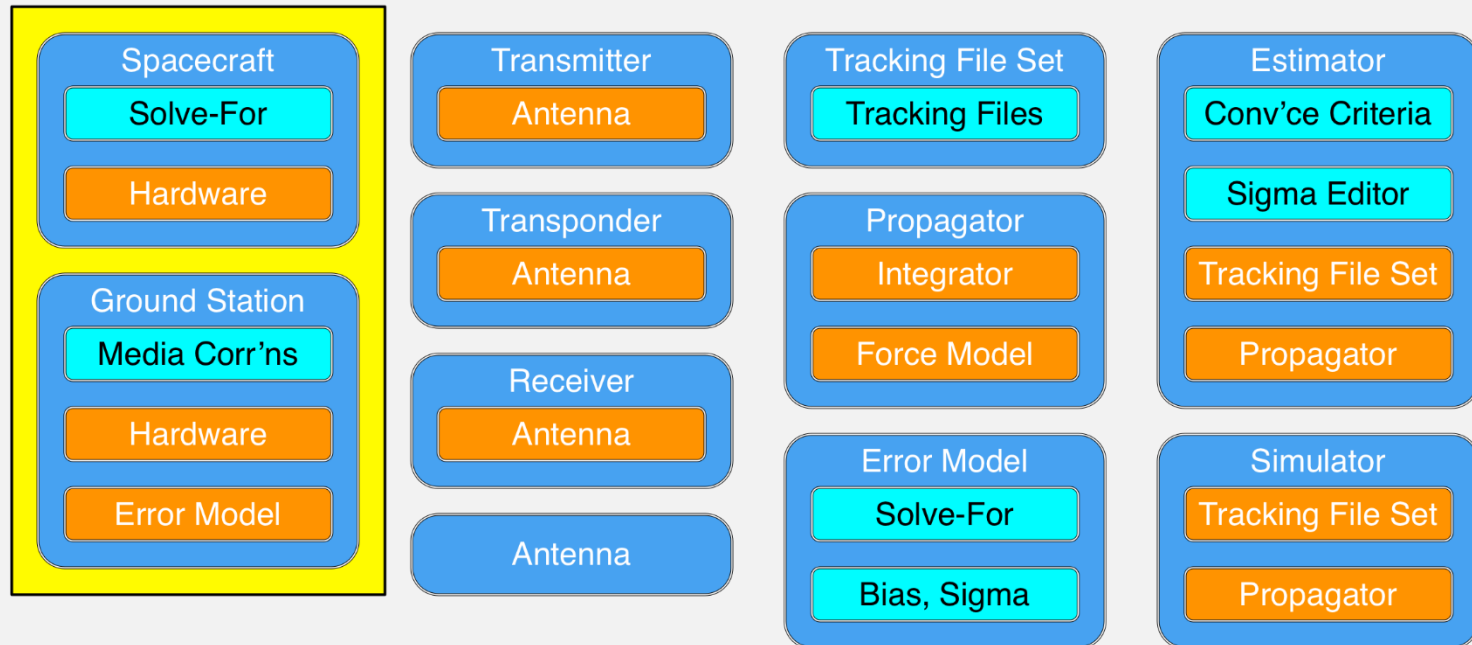 Spacecraft
Solve-For
Hardware
Ground Station
Media Corr'ns
Hardware
Error Model
Transmitter
Antenna
Transponder
Antenna
Receiver
Antenna
Antenna
Tracking File Set
Tracking Files
Propagator
Integrator
Force Model
Error Model
Solve-For
Bias, Sigma
Estimator
Conv'ce Criteria
Sigma Editor
Tracking File Set
Propagator
Simulator
Tracking File Set
Propagator